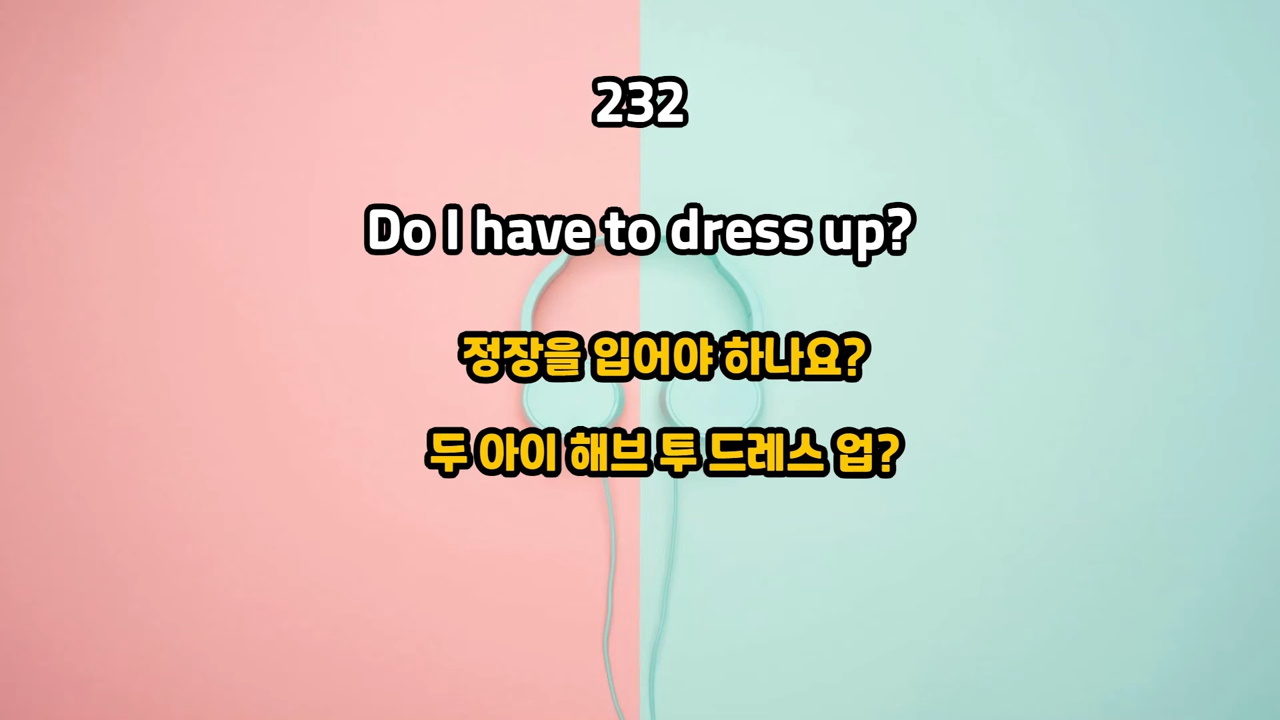 232
Do I have to dress up?
정장을 입어야 하나요?
두 아이 해브 투 드레스 업?